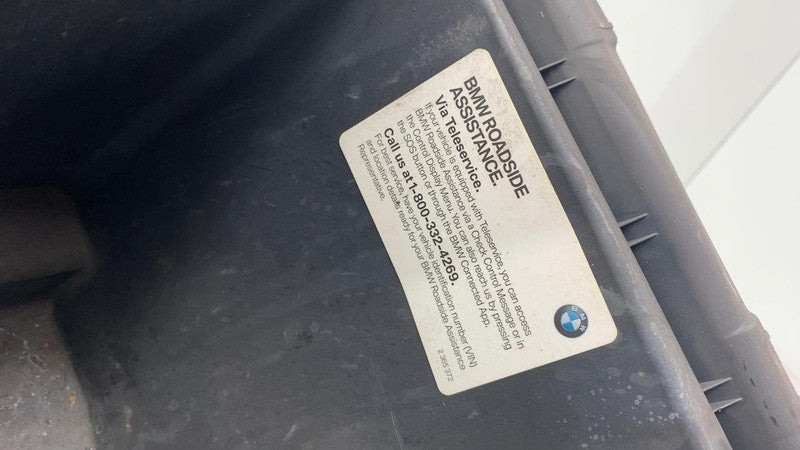 BMW ROADSIDE
ASSISTANCE.
Via Teleservice.
If your vehicle is equipped with Teleservice, you can access
BMW Roadside Assistance via a Check Control Message or in
the Control Display Menu. You can also reach us by pressing
the SOS button or through the BMW Connected App.
Call us at 1-800-332-4269.
For best service, have your vehicle identification number (VIN)
and location details ready for your BMW Roadside Assistance
Representative.
2 365 372
BMW